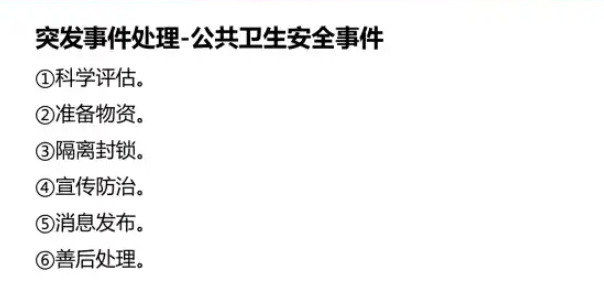 突发事件处理-公共卫生安全事件
①科学评估。
②准备物资。
③隔离封锁。
④宣传防治。
⑤消息发布。
⑥善后处理。